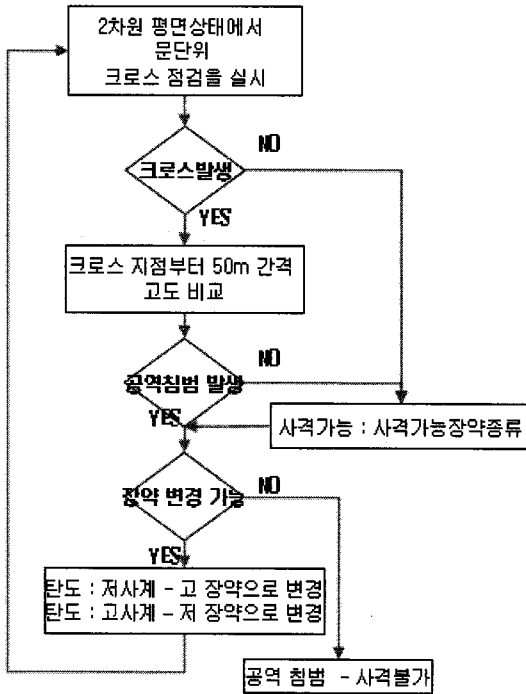 2차원 평면상태에서
문단위
크로스 점검을 실시
NO
크로스발생
YES
크로스 지점부터 50m 간격
고도 비교
NO
공역침범 발생
YES
사격가능 : 사격가능장약종류
장약 변경 가능
NO
YES
탄도 : 저사계 - 고 장약으로 변경
탄도 : 고사계 - 저 장약으로 변경
공역 침범 - 사격불가